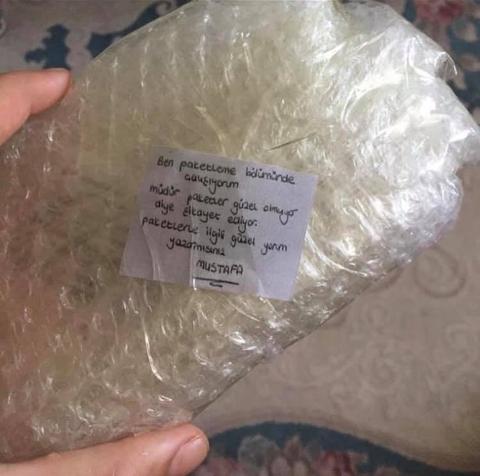 Ben paketleme bölümünde
çalışıyorum
müdür paketler güzel olmuyor
diye şikayet ediyor.
paketlerle ilgili güzel yorum
yazarmısınız
MUSTAFA